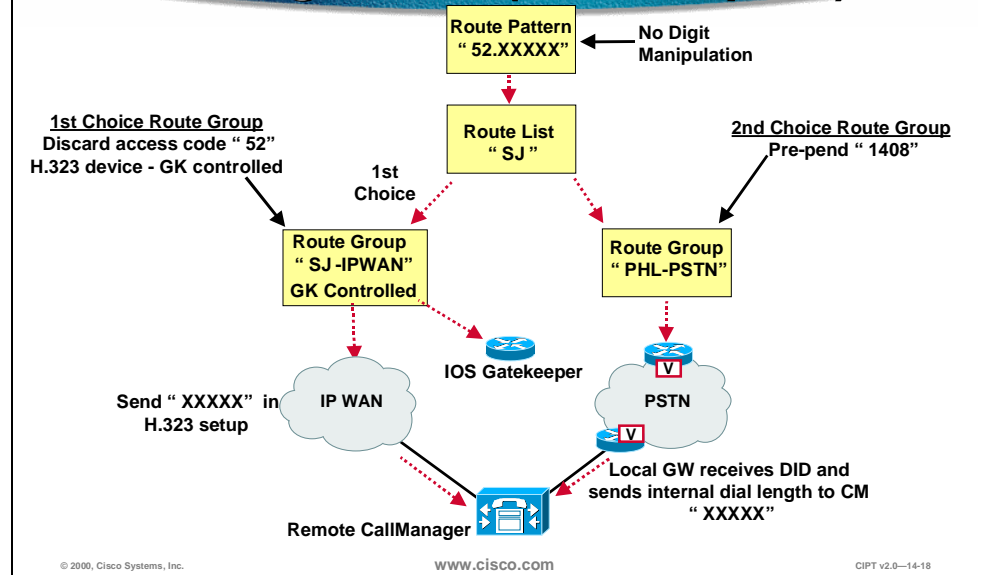 Route Pattern
“ 52.XXXXX”
No Digit
Manipulation
1st Choice Route Group
Discard access code “ 52”
H.323 device - GK controlled
Route List
“ SJ”
2nd Choice Route Group
Pre-pend “ 1408”
1st
Choice
Route Group
“ SJ -IPWAN”
GK Controlled
Route Group
“ PHL-PSTN”
IOS Gatekeeper
V
IP WAN
PSTN
Send “ XXXXX” in
H.323 setup
V
Local GW receives DID and
sends internal dial length to CM
“ XXXXX”
Remote CallManager
© 2000, Cisco Systems, Inc.
www.cisco.com
CIPT v2.0—14-18